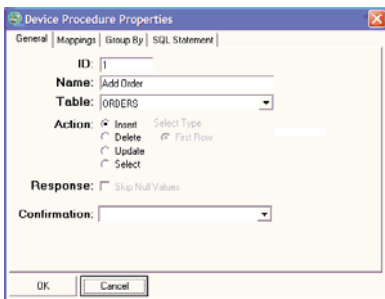 Device Procedure Properties
General Mappings Group By SQL Statement
ID: 1
Name: Add Order
Table: ORDERS
Action: Insert Select Type
Delete First Row
Update
Select
Response: Skip Null Values
Confirmation:
OK Cancel